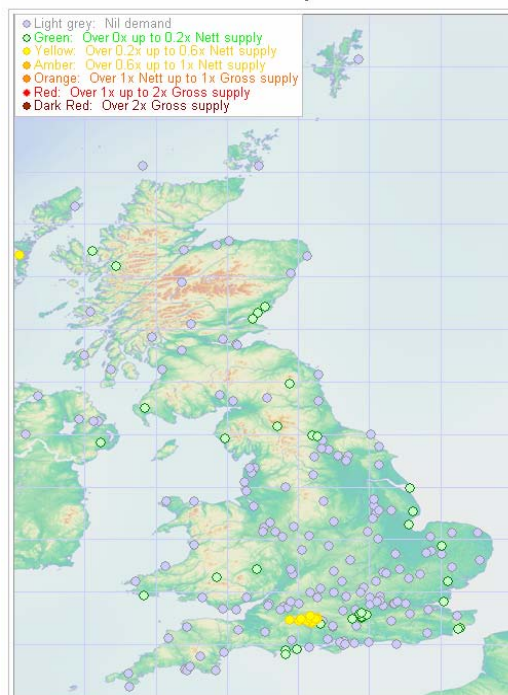 Light grey: Nil demand
Green: Over 0x up to 0.2x Nett supply
Yellow: Over 0.2x up to 0.6x Nett supply
Amber: Over 0.6x up to 1x Nett supply
Orange: Over 1x Nett up to 1x Gross supply
Red: Over 1x up to 2x Gross supply
Dark Red: Over 2x Gross supply